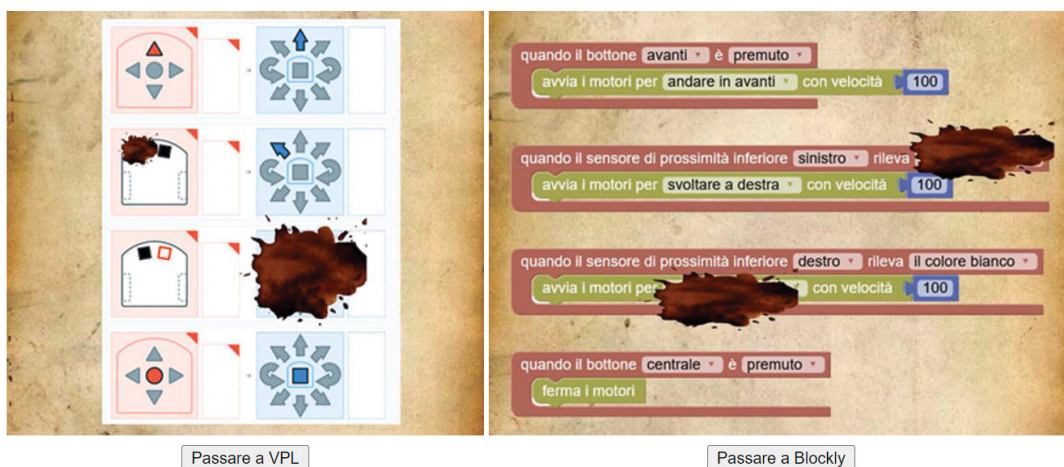 quando il bottone avanti è premuto
avvia i motori per andare in avanti con velocità 100
quando il sensore di prossimità inferiore sinistro rileva
avvia i motori per svoltare a destra con velocità 100
quando il sensore di prossimità inferiore destro rileva il colore bianco
avvia i motori con velocità 100
quando il bottone centrale è premuto
ferma i motori
Passare a VPL
Passare a Blockly